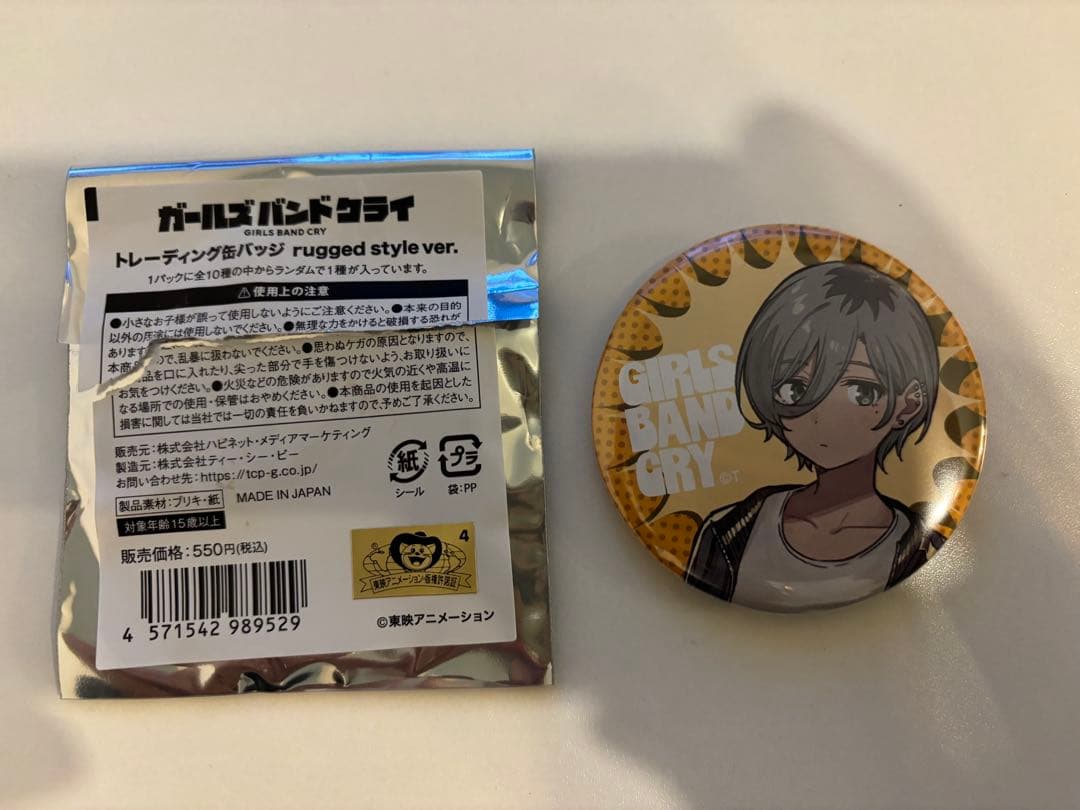 ガールズバンドクライ
GIRLS BAND CRY
トレーディング缶バッジ rugged style ver.
1パックに全10種の中からランダムで1種が入っています。
⚠使用上の注意
●小さなお子様が誤って使用しないようにご注意ください。●本来の目的
以外の用途には使用しないでください。●無理な力をかけると破損する恐れが
ありますので、乱暴に扱わないでください。●思わぬケガの原因となりますので、
本商品を口に入れたり、尖った部分で手を傷つけないよう、お取り扱いに
お気をつけください。●火災などの危険がありますので火気の近くや高温に
なる場所での使用・保管はおやめください。●本商品の使用を起因とした
損害に関しては当社では一切の責任を負いかねますので、予めご了承ください。
販売元:株式会社ハピネット・メディアマーケティング
製造元:株式会社ティー・シー・ピー
お問い合わせ先:https://tcp-g.co.jp/
製品素材:ブリキ・紙 MADE IN JAPAN
対象年齢15歳以上
紙
シール
プラ
袋:PP
販売価格:550円(税込)
4 571542 989529
4
東映アニメーション・版権許諾証
©東映アニメーション
GIRLS
BAND
CRY
©T